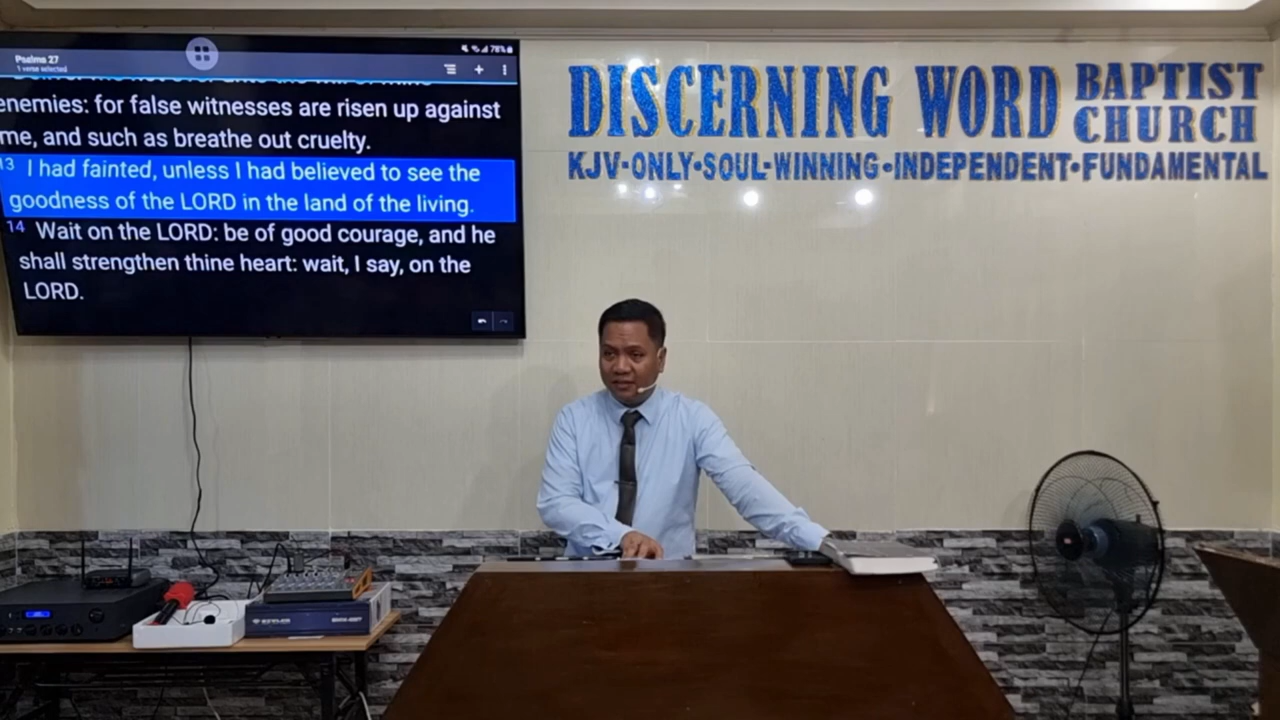 78%
Psalms 27
1 verse selected
enemies: for false witnesses are risen up against
me, and such as breathe out cruelty.
13 I had fainted, unless I had believed to see the
goodness of the LORD in the land of the living.
14 Wait on the LORD: be of good courage, and he
shall strengthen thine heart: wait, I say, on the
LORD.
DISCERNING WORD BAPTIST
CHURCH
KJV-ONLY•SOUL-WINNING•INDEPENDENT•FUNDAMENTAL